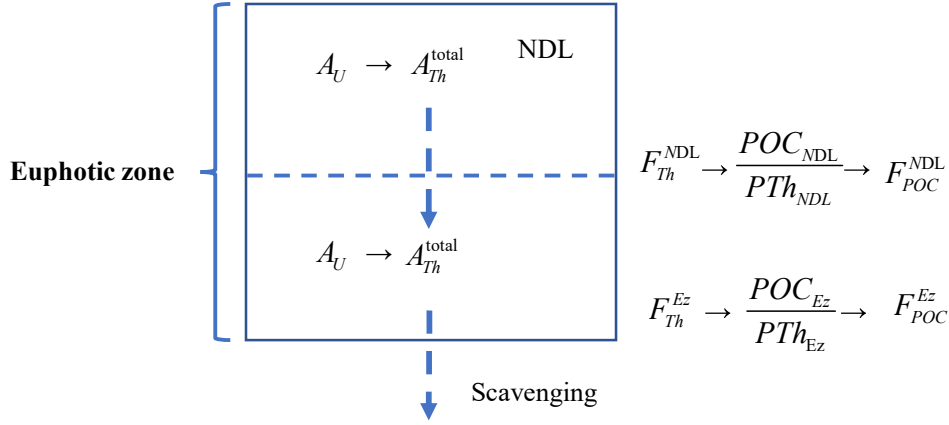 NDL
A_U → A_Th^total
Euphotic zone
F_Th^NDL → POC_NDL / PTh_NDL → F_POC^NDL
A_U → A_Th^total
F_Th^Ez → POC_Ez / PTh_Ez → F_POC^Ez
Scavenging